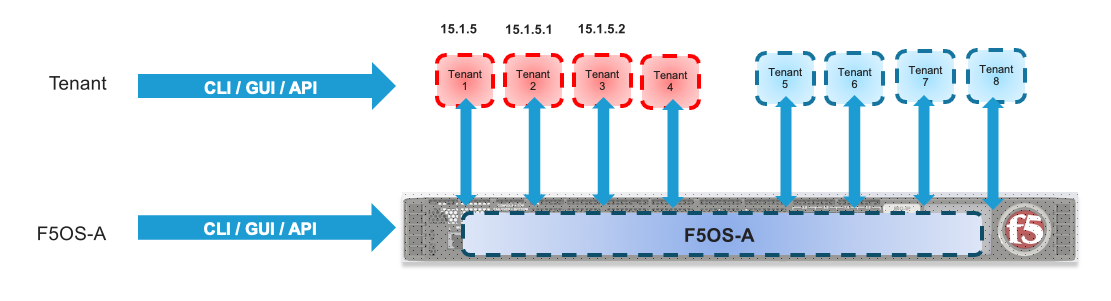 15.1.5 15.1.5.1 15.1.5.2
Tenant
CLI / GUI / API
Tenant
1
Tenant
2
Tenant
3
Tenant
4
Tenant
5
Tenant
6
Tenant
7
Tenant
8
F5OS-A
CLI / GUI / API
F5OS-A
f5